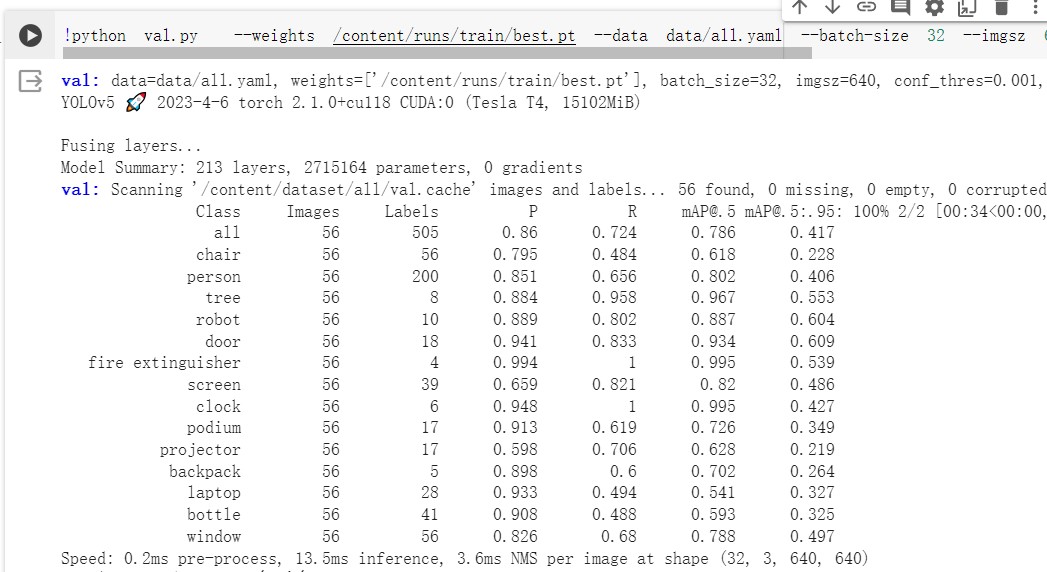 !python val.py --weights /content/runs/train/best.pt --data data/all.yaml --batch-size 32 --imgsz
val: data=data/all.yaml, weights=['/content/runs/train/best.pt'], batch_size=32, imgsz=640, conf_thres=0.001,
YOLOv5 🚀 2023-4-6 torch 2.1.0+cu118 CUDA:0 (Tesla T4, 15102MiB)
Fusing layers...
Model Summary: 213 layers, 2715164 parameters, 0 gradients
val: Scanning '/content/dataset/all/val.cache' images and labels... 56 found, 0 missing, 0 empty, 0 corrupted
Class Images Labels P R mAP@.5 mAP@.5:.95: 100% 2/2 [00:34<00:00,
all 56 505 0.86 0.724 0.786 0.417
chair 56 56 0.795 0.484 0.618 0.228
person 56 200 0.851 0.656 0.802 0.406
tree 56 8 0.884 0.958 0.967 0.553
robot 56 10 0.889 0.802 0.887 0.604
door 56 18 0.941 0.833 0.934 0.609
fire extinguisher 56 4 0.994 1 0.995 0.539
screen 56 39 0.659 0.821 0.82 0.486
clock 56 6 0.948 1 0.995 0.427
podium 56 17 0.913 0.619 0.726 0.349
projector 56 17 0.598 0.706 0.628 0.219
backpack 56 5 0.898 0.6 0.702 0.264
laptop 56 28 0.933 0.494 0.541 0.327
bottle 56 41 0.908 0.488 0.593 0.325
window 56 26 0.826 0.68 0.788 0.497
Speed: 0.2ms pre-process, 13.5ms inference, 3.6ms NMS per image at shape (32, 3, 640, 640)